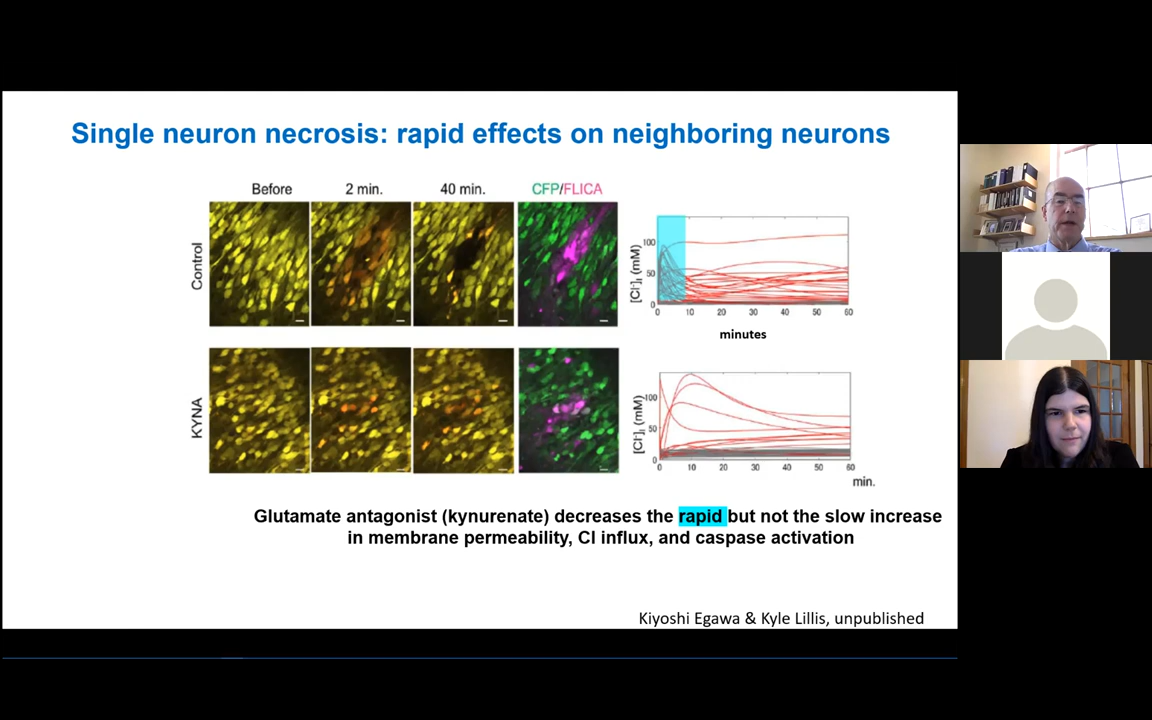 Single neuron necrosis: rapid effects on neighboring neurons
Before 2 min. 40 min. CFP/FLICA
Control
[Cl-]i (mM)
100
50
0
0 10 20 30 40 50 60
minutes
KYNA
[Cl-]i (mM)
100
50
0
0 10 20 30 40 50 60
min.
Glutamate antagonist (kynurenate) decreases the rapid but not the slow increase
in membrane permeability, Cl influx, and caspase activation
Kiyoshi Egawa & Kyle Lillis, unpublished